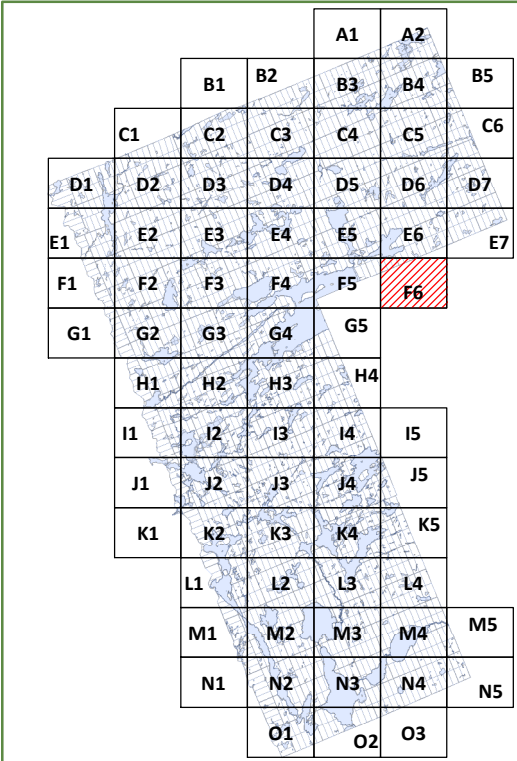 A1 A2
B1 B2 B3 B4 B5
C1 C2 C3 C4 C5 C6
D1 D2 D3 D4 D5 D6 D7
E1 E2 E3 E4 E5 E6 E7
F1 F2 F3 F4 F5 F6
G1 G2 G3 G4 G5
H1 H2 H3 H4
I1 I2 I3 I4 I5
J1 J2 J3 J4 J5
K1 K2 K3 K4 K5
L1 L2 L3 L4
M1 M2 M3 M4 M5
N1 N2 N3 N4 N5
O1 O2 O3